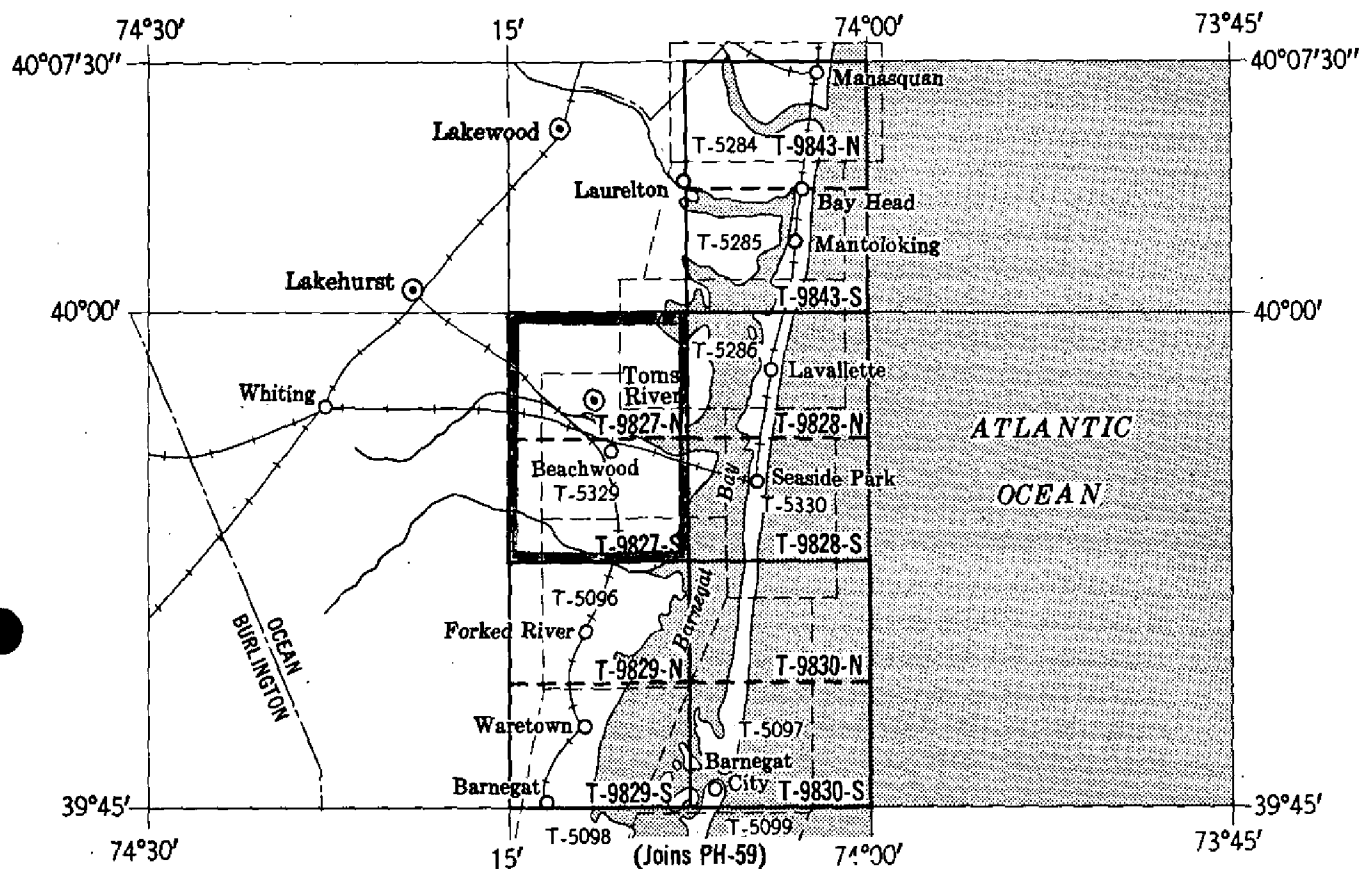 74°30′
15′
74°00′
73°45′
40°07′30″
40°07′30″
Manasquan
Lakewood
T-5284
T-9843-N
Laurelton
Bay Head
T-5285
Mantoloking
Lakehurst
T-9843-S
40°00′
40°00′
T-5286
Lavallette
Toms
River
Whiting
T-9827-N
T-9828-N
ATLANTIC
OCEAN
Beachwood
Bay
Seaside Park
T-5329
T-5330
T-9827-S
T-9828-S
T-5096
Barnegat
Forked River
OCEAN
BURLINGTON
T-9829-N
T-9830-N
Waretown
T-5097
Barnegat
City
Barnegat
T-9829-S
T-9830-S
39°45′
39°45′
T-5098
T-5099
74°30′
15′
(Joins PH-59)
74°00′
73°45′